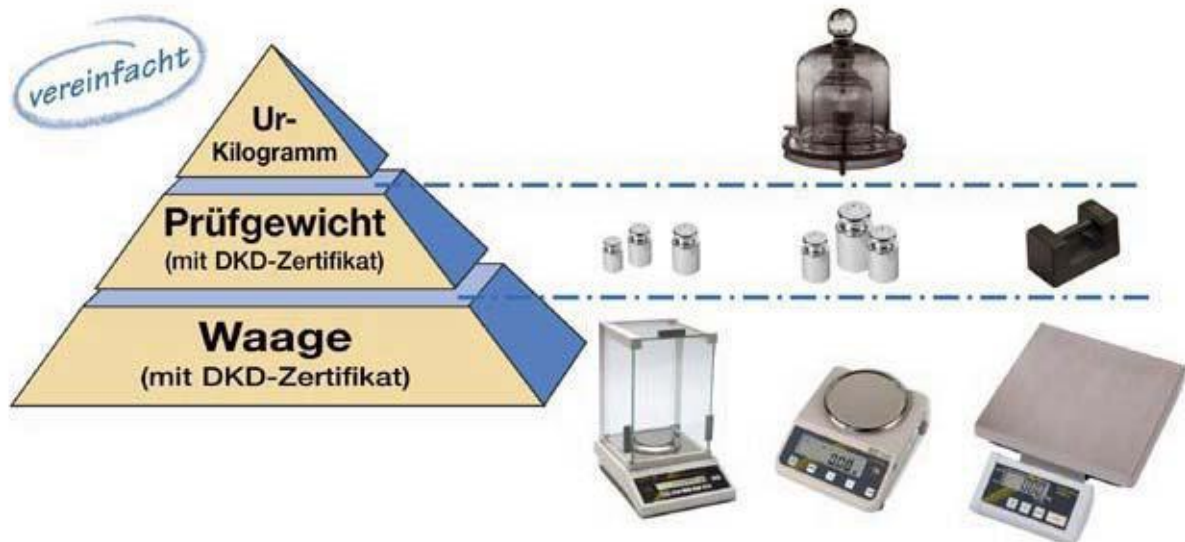 vereinfacht
Ur-
Kilogramm
Prüfgewicht
(mit DKD-Zertifikat)
Waage
(mit DKD-Zertifikat)